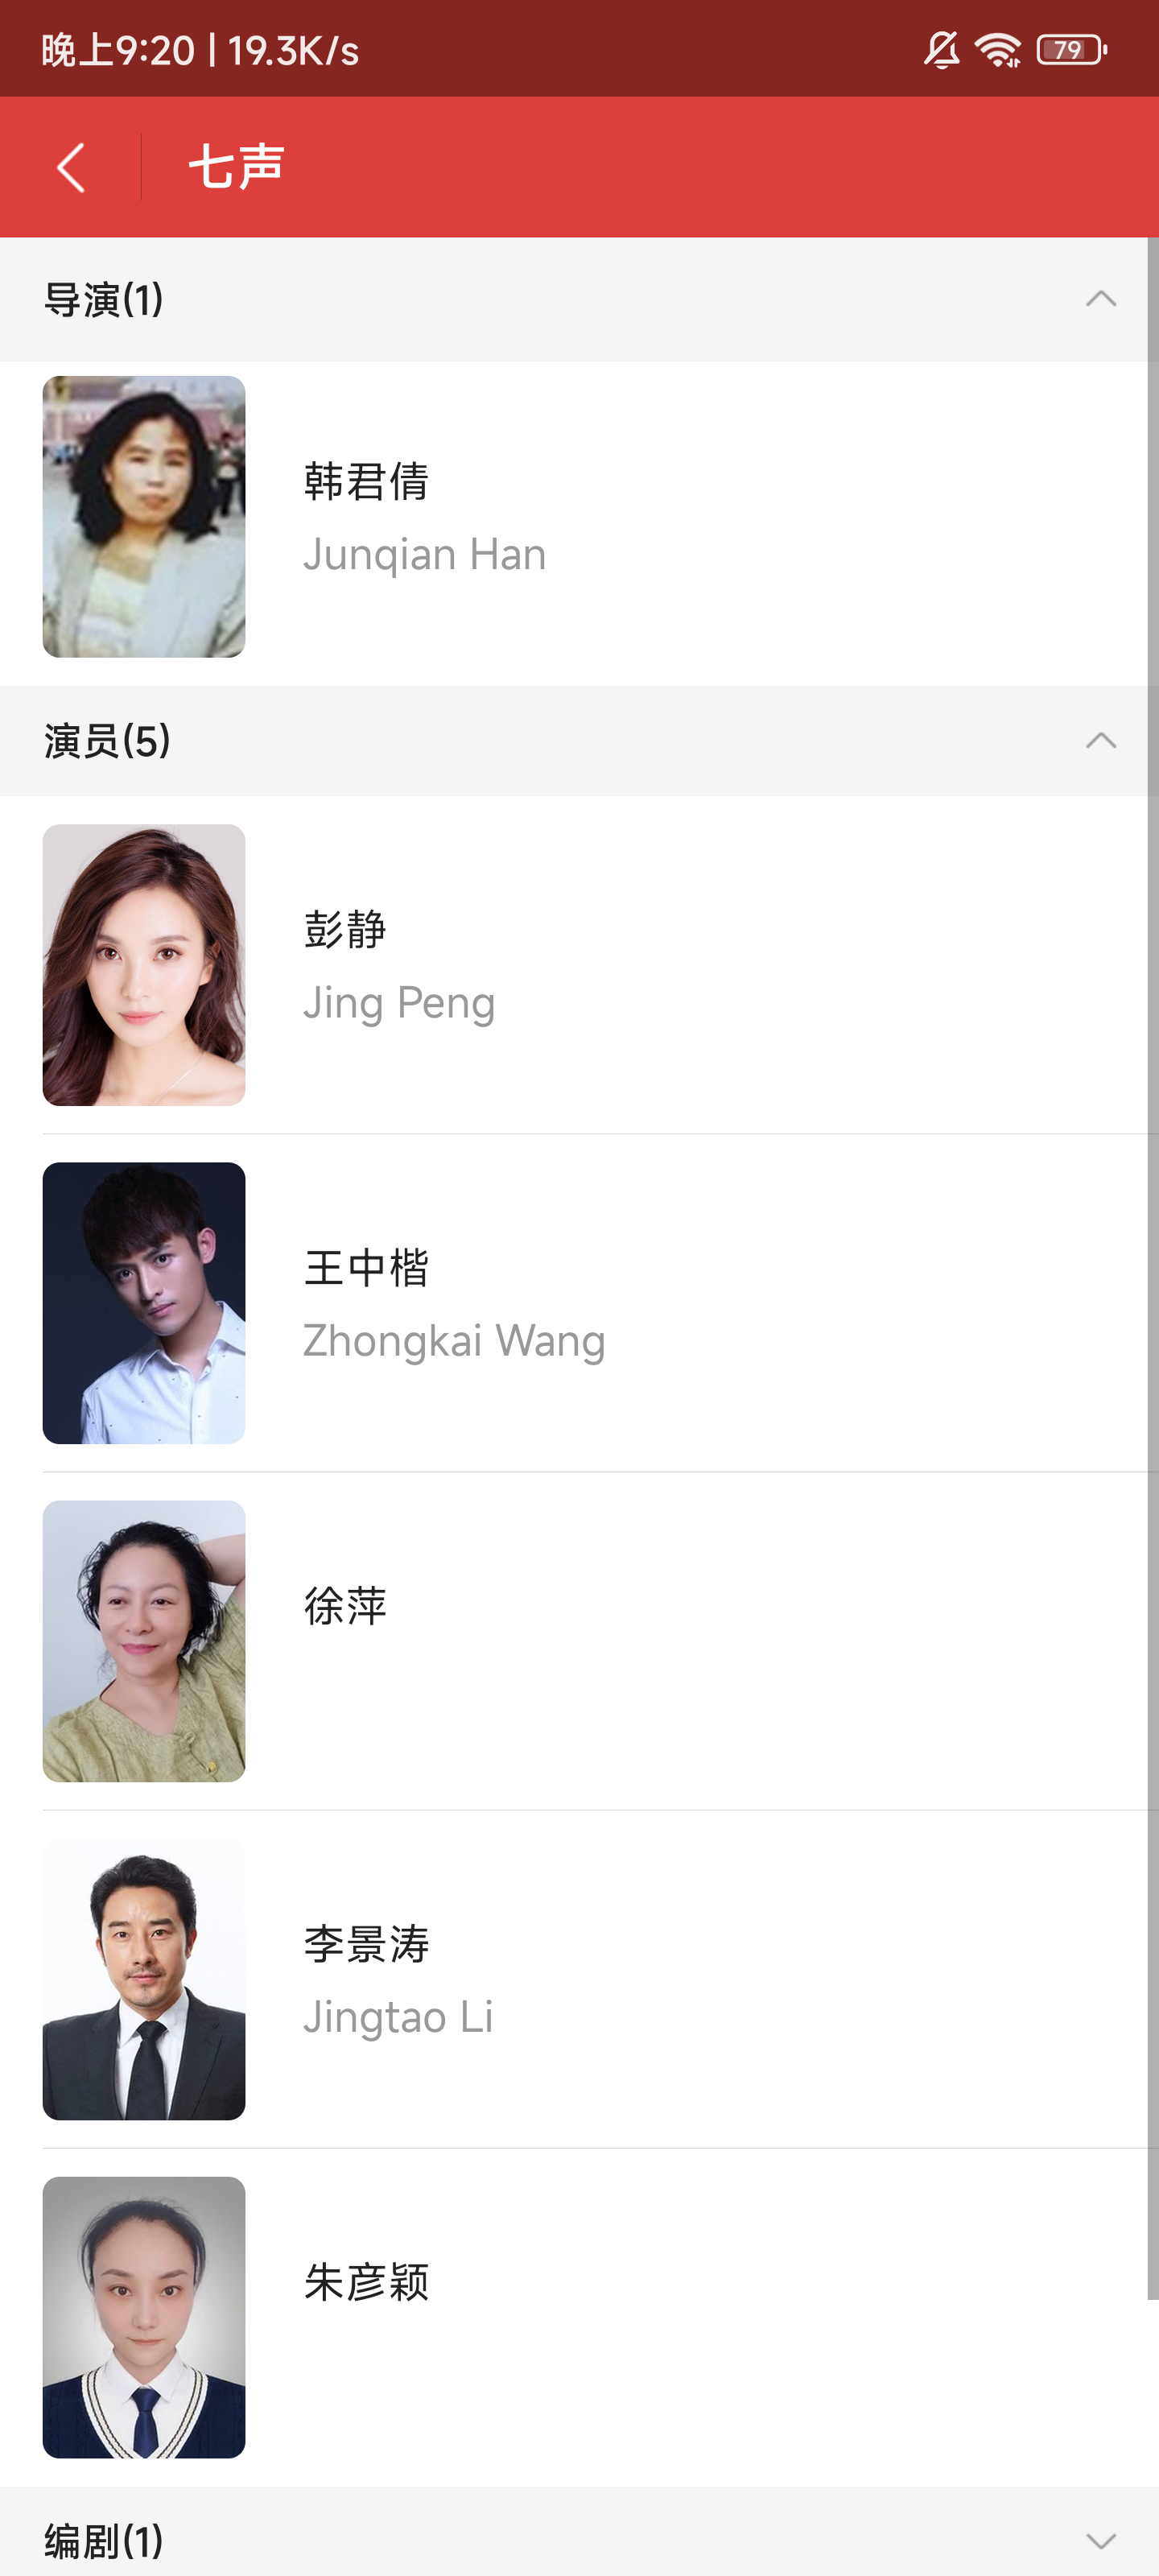 晚上9:20 | 19.3K/s
79
七声
导演(1)
韩君倩
Junqian Han
演员(5)
彭静
Jing Peng
王中楷
Zhongkai Wang
徐萍
李景涛
Jingtao Li
朱彦颖
编剧(1)